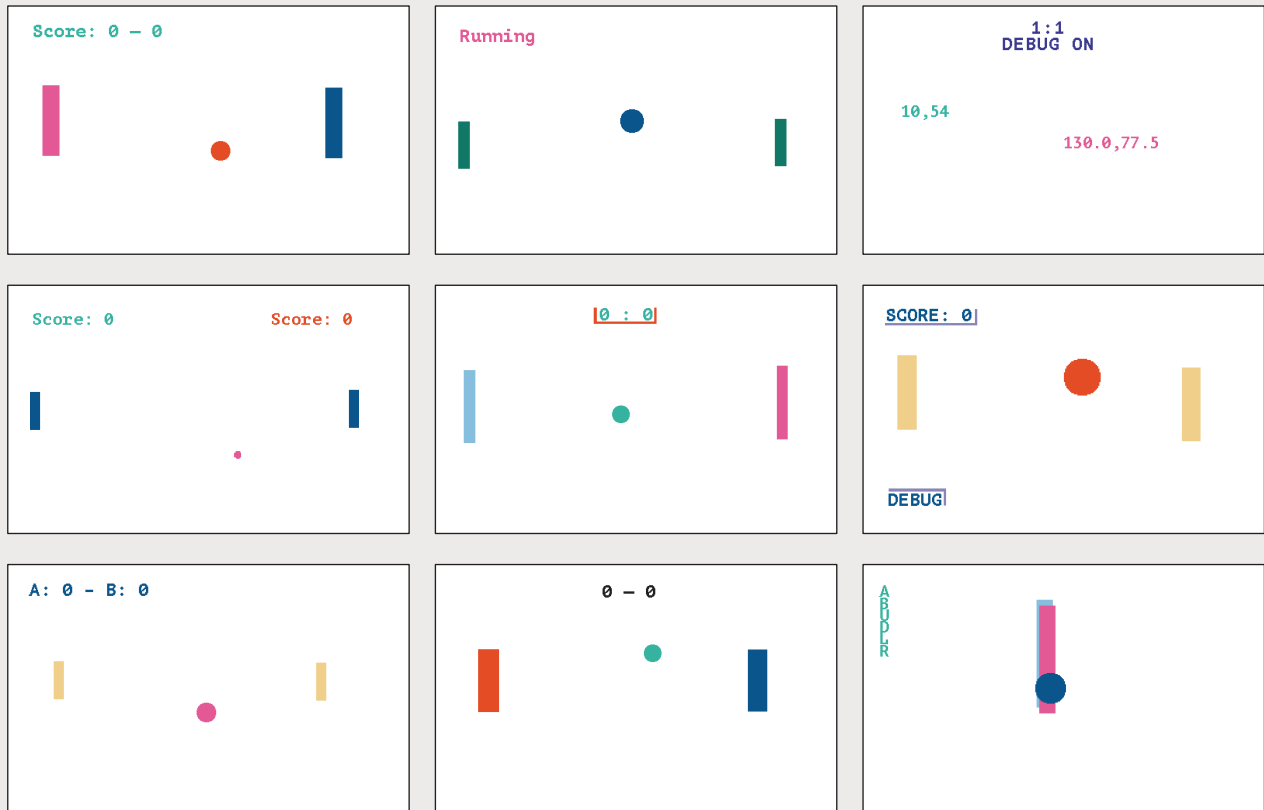 Score: 0 — 0
Running
1:1
DEBUG ON
10,54
130.0,77.5
Score: 0
Score: 0
0 : 0
SCORE: 0
DEBUG
A: 0 - B: 0
0 — 0
A
B
U
D
L
R